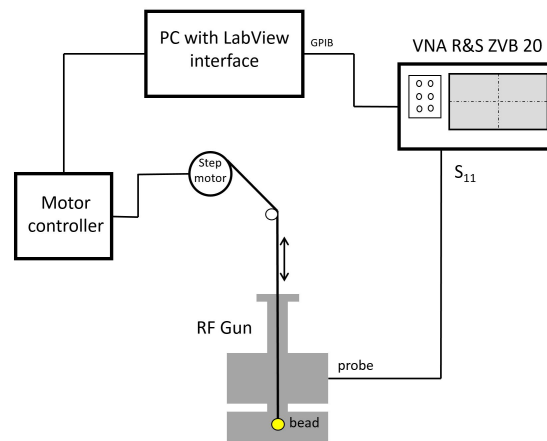 PC with LabView
interface
GPIB
VNA R&S ZVB 20
Step
motor
S₁₁
Motor
controller
RF Gun
probe
bead